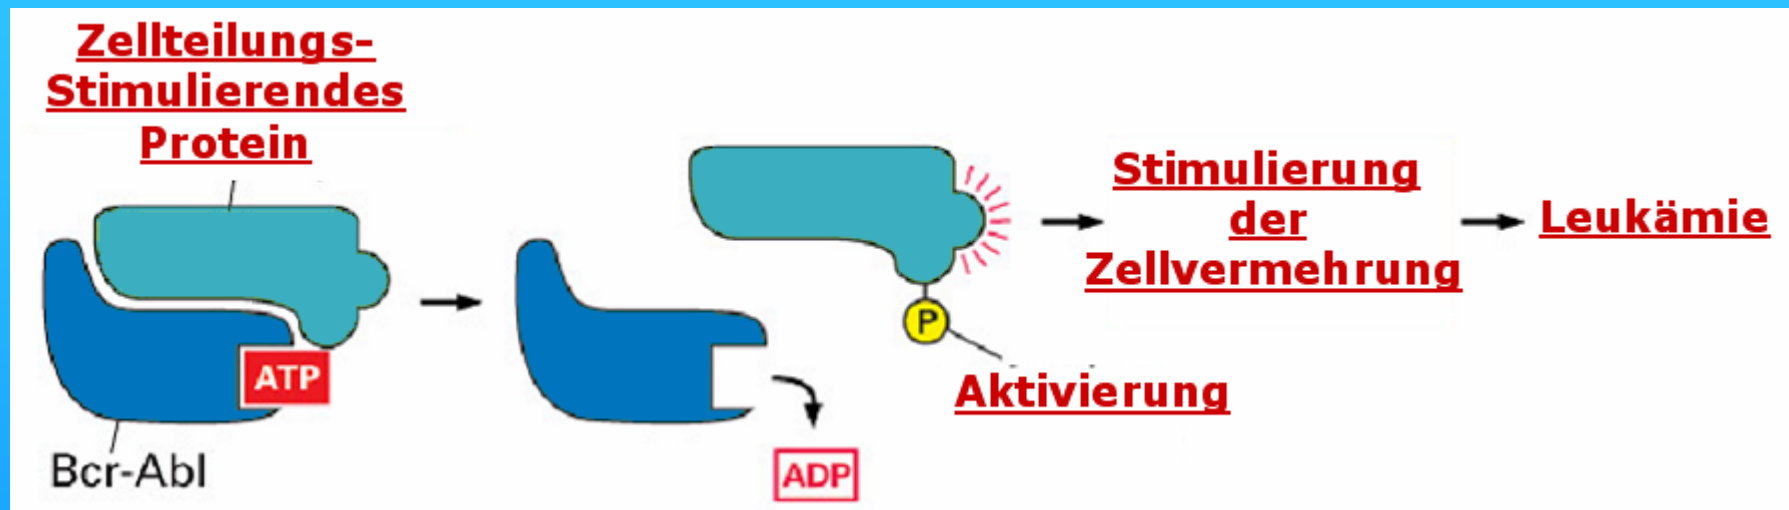 Zellteilungs-
Stimulierendes
Protein
ATP
Bcr-Abl
ADP
P
Aktivierung
Stimulierung
der
Zellvermehrung
Leukämie